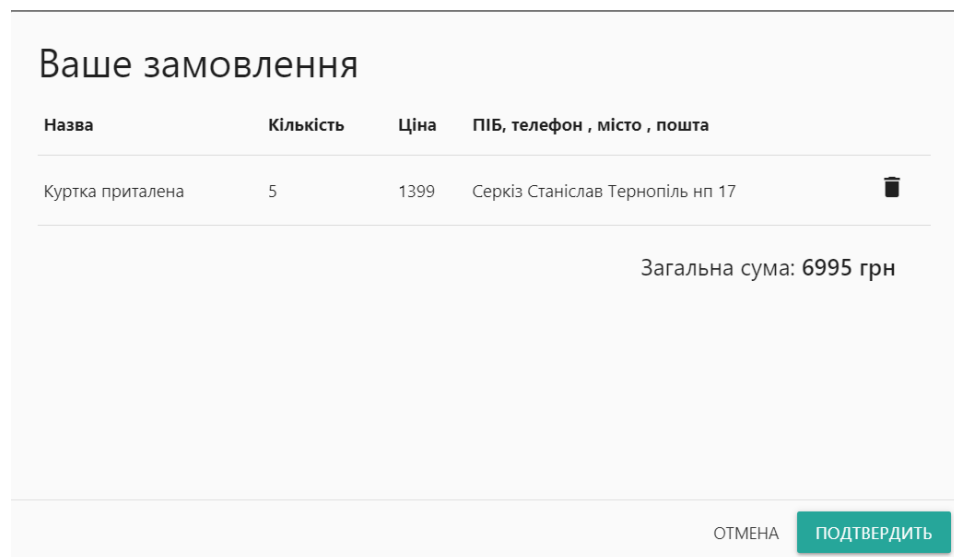 Ваше замовлення
Назва Кількість Ціна ПІБ, телефон , місто , пошта
Куртка приталена 5 1399 Серкіз Станіслав Тернопіль нп 17
Загальна сума: 6995 грн
ОТМЕНА ПОДТВЕРДИТЬ